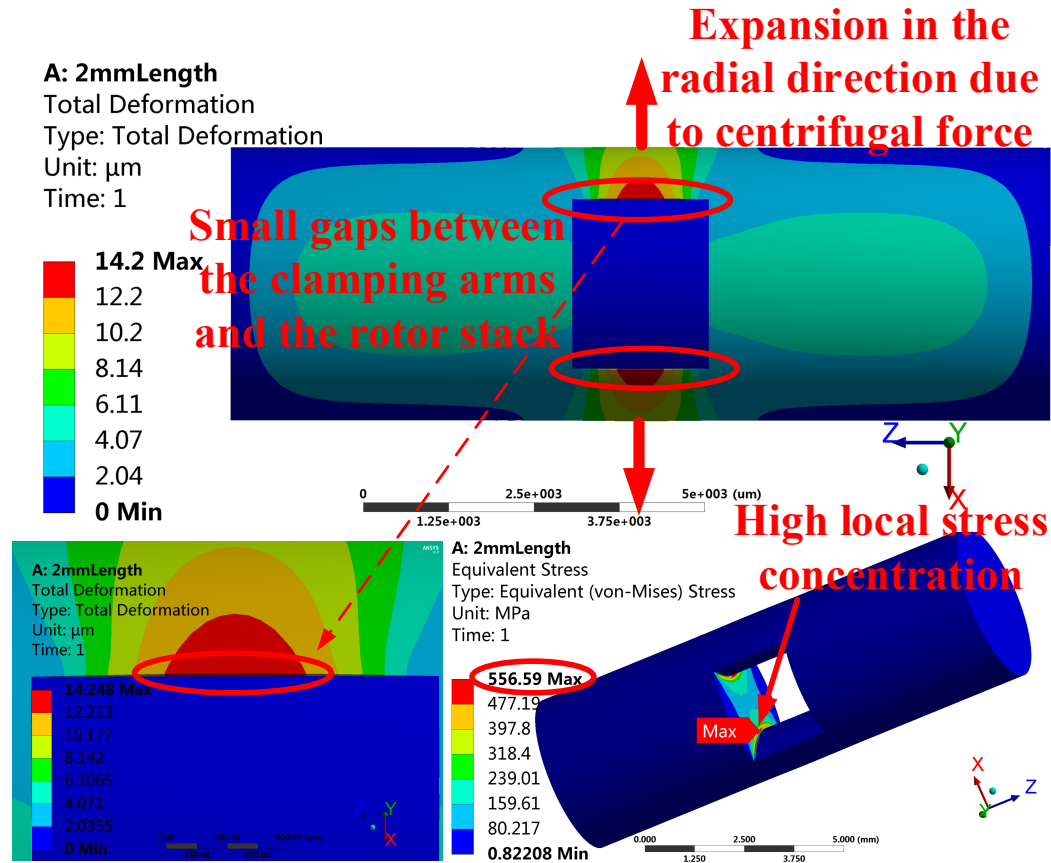 Expansion in the
radial direction due
to centrifugal force
A: 2mmLength
Total Deformation
Type: Total Deformation
Unit: µm
Time: 1
Small gaps between
the clamping arms
and the rotor stack
14.2 Max
12.2
10.2
8.14
6.11
4.07
2.04
0 Min
Z
Y
X
0
2.5e+003
5e+003 (um)
1.25e+003
3.75e+003
High local stress
concentration
ANSYS
A: 2mmLength
Total Deformation
Type: Total Deformation
Unit: µm
Time: 1
14.248 Max
12.213
10.177
8.142
6.1065
4.071
2.0355
0 Min
Z
Y
X
0.00
A: 2mmLength
Equivalent Stress
Type: Equivalent (von-Mises) Stress
Unit: MPa
Time: 1
556.59 Max
477.19
397.8
318.4
239.01
159.61
80.217
0.82208 Min
Max
X
Z
Y
0.000
2.500
5.000 (mm)
1.250
3.750